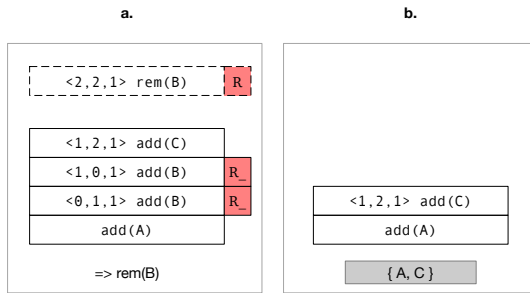 a.
<2,2,1> rem(B) R
<1,2,1> add(C)
<1,0,1> add(B) R_
<0,1,1> add(B) R_
add(A)
=> rem(B)
b.
<1,2,1> add(C)
add(A)
{ A, C }